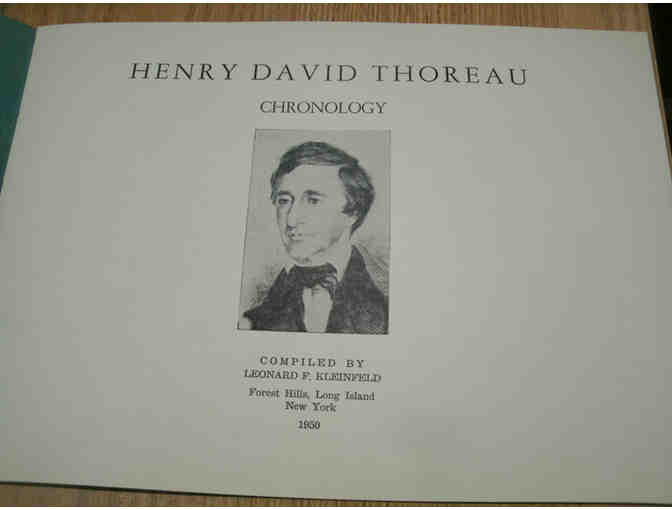 HENRY DAVID THOREAU
CHRONOLOGY
COMPILED BY
LEONARD F. KLEINFELD
Forest Hills, Long Island
New York
1950